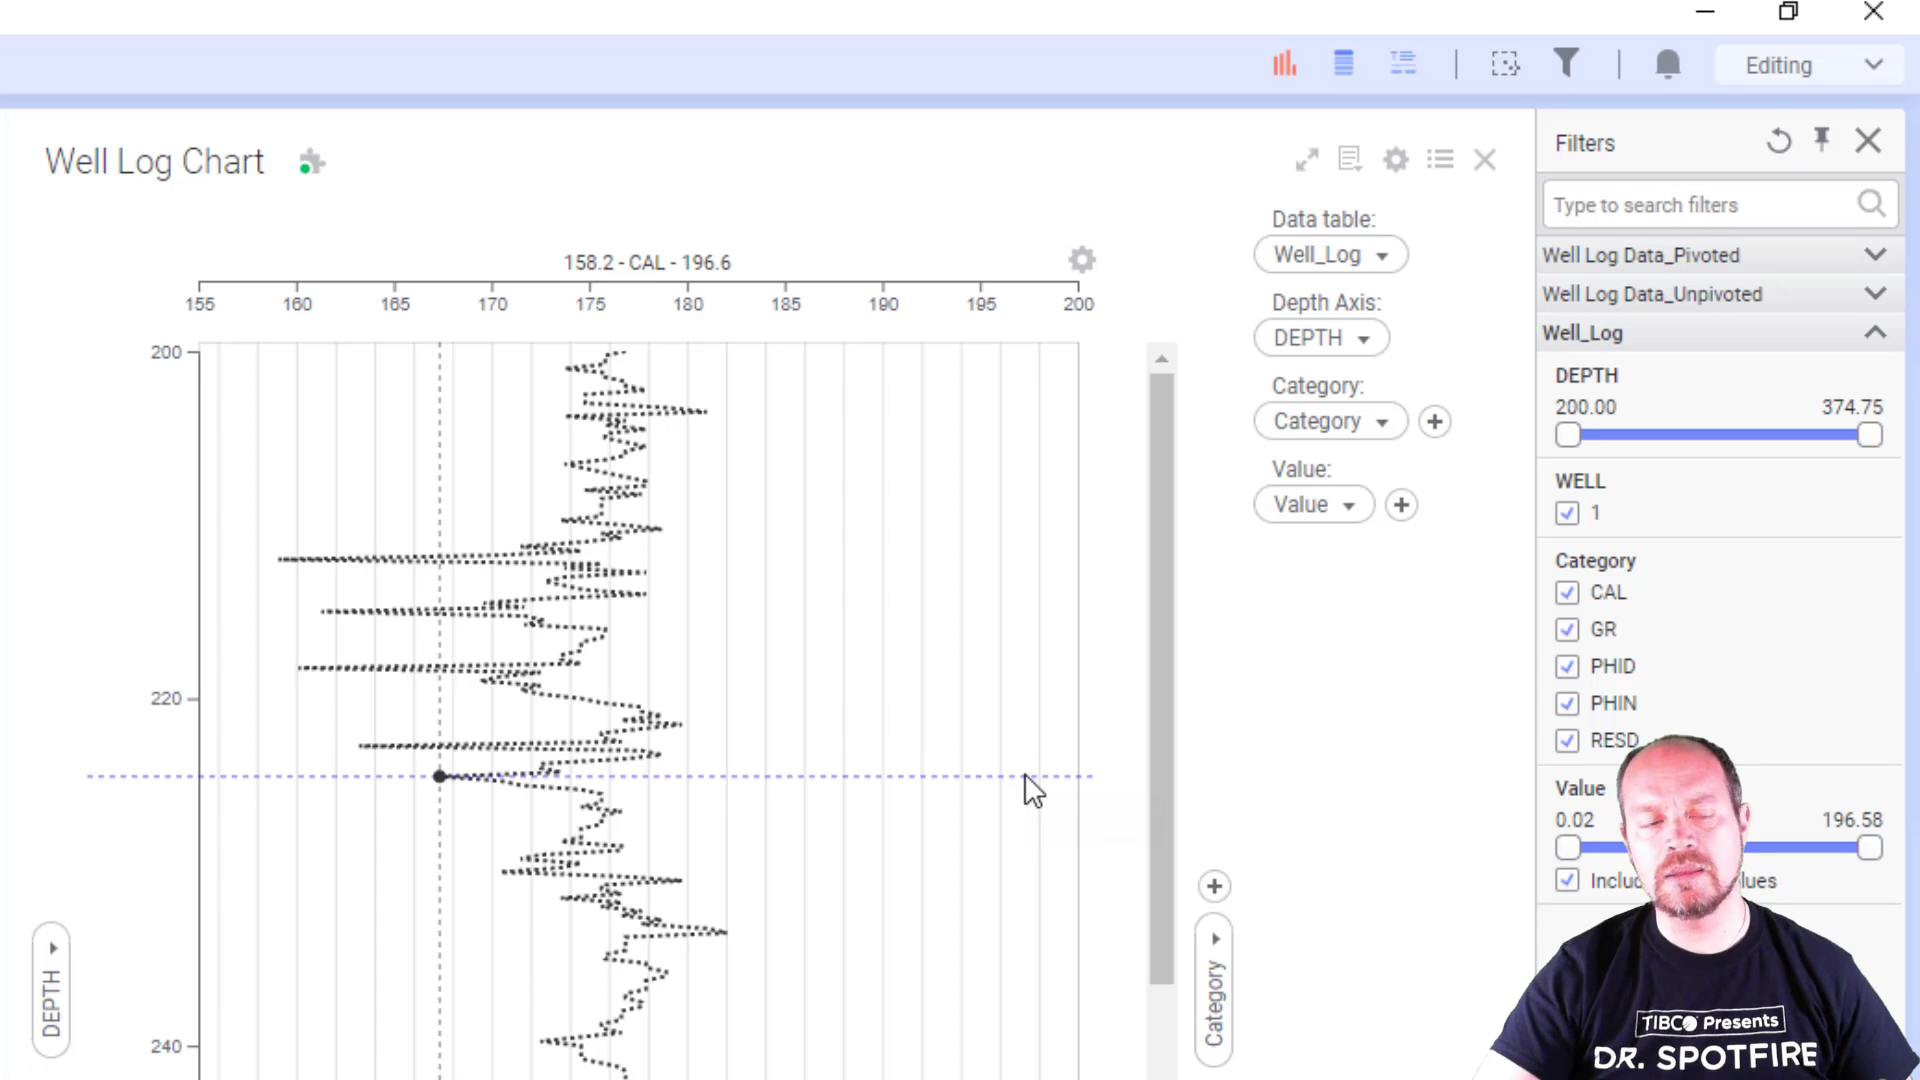 Editing
Well Log Chart
Filters
Type to search filters
Data table:
Well_Log
Depth Axis:
DEPTH
Category:
Category
Value:
Value
158.2 - CAL - 196.6
155 160 165 170 175 180 185 190 195 200
200
220
240
DEPTH
Category
Well Log Data_Pivoted
Well Log Data_Unpivoted
Well_Log
DEPTH
200.00 374.75
WELL
1
Category
CAL
GR
PHID
PHIN
RESD
Value
0.02 196.58
TIBCO Presents
DR. SPOTFIRE